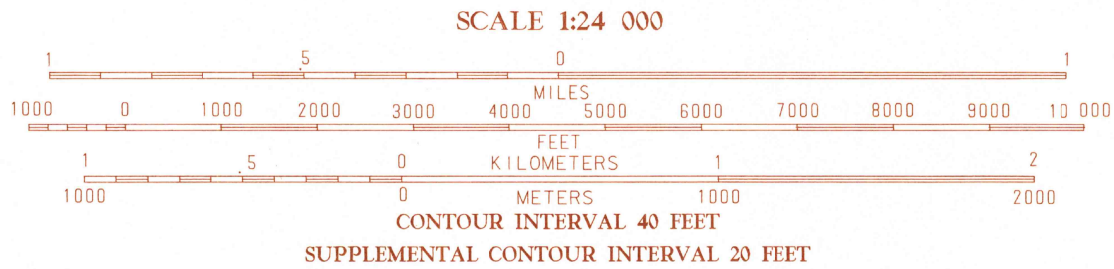 SCALE 1:24 000
1 .5 0 1
MILES
1000 0 1000 2000 3000 4000 5000 6000 7000 8000 9000 10 000
FEET
KILOMETERS
1 .5 0 1 2
1000 0 METERS 1000 2000
CONTOUR INTERVAL 40 FEET
SUPPLEMENTAL CONTOUR INTERVAL 20 FEET